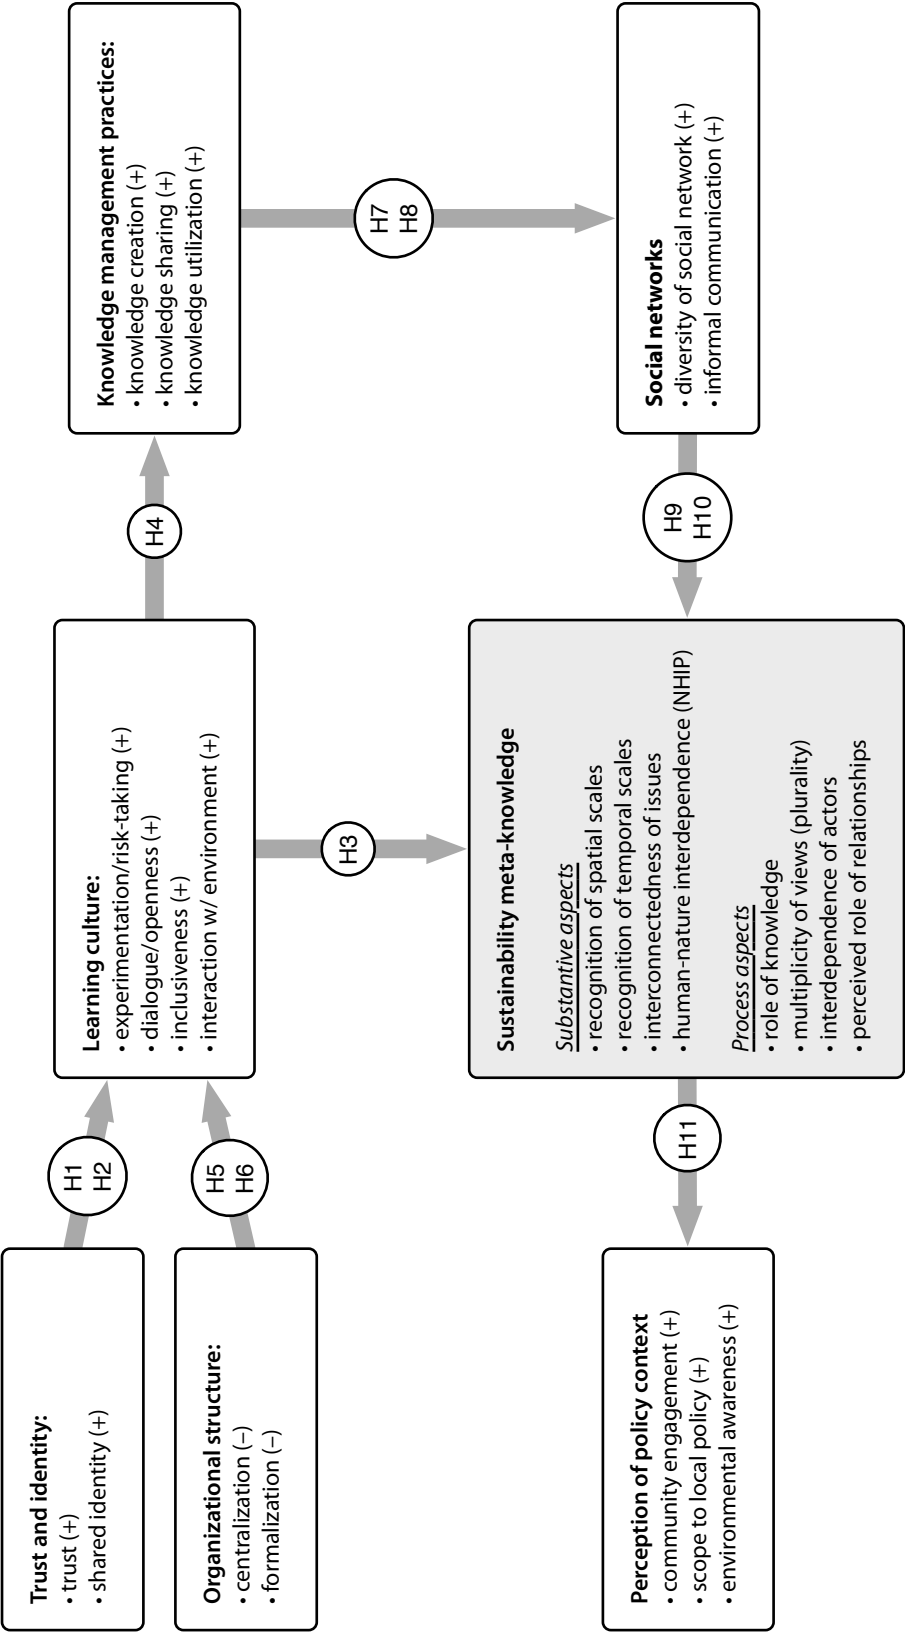 Trust and identity:
• trust (+)
• shared identity (+)
Organizational structure:
• centralization (–)
• formalization (–)
H1
H2
H5
H6
Learning culture:
• experimentation/risk-taking (+)
• dialogue/openness (+)
• inclusiveness (+)
• interaction w/ environment (+)
H4
Knowledge management practices:
• knowledge creation (+)
• knowledge sharing (+)
• knowledge utilization (+)
H3
H7
H8
Perception of policy context
• community engagement (+)
• scope to local policy (+)
• environmental awareness (+)
H11
Sustainability meta-knowledge
Substantive aspects
• recognition of spatial scales
• recognition of temporal scales
• interconnectedness of issues
• human-nature interdependence (NHIP)
Process aspects
• role of knowledge
• multiplicity of views (plurality)
• interdependence of actors
• perceived role of relationships
H9
H10
Social networks
• diversity of social network (+)
• informal communication (+)